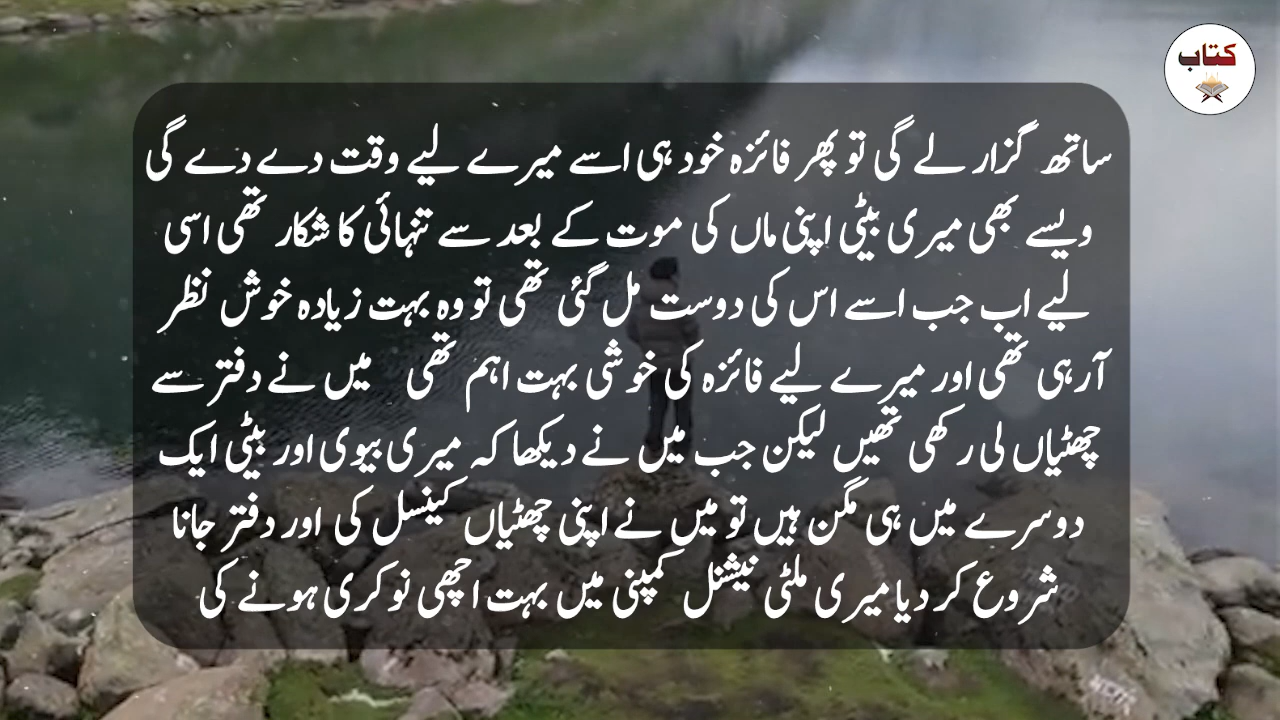 کتاب
ساتھ گزار لے گی تو پھر فائزہ خود ہی اسے میرے لیے وقت دے دے گی
ویسے بھی میری بیٹی اپنی ماں کی موت کے بعد سے تنہائی کا شکار تھی اسی
لیے اب جب اسے اس کی دوست مل گئی تھی تو وہ بہت زیادہ خوش نظر
آرہی تھی اور میرے لیے فائزہ کی خوشی بہت اہم تھی میں نے دفتر سے
چھٹیاں لی رکھی تھیں لیکن جب میں نے دیکھا کہ میری بیوی اور بیٹی ایک
دوسرے میں ہی مگن ہیں تو میں نے اپنی چھٹیاں کینسل کی اور دفتر جانا
شروع کر دیا میری ملٹی نیشنل کمپنی میں بہت اچھی نوکری ہونے کی